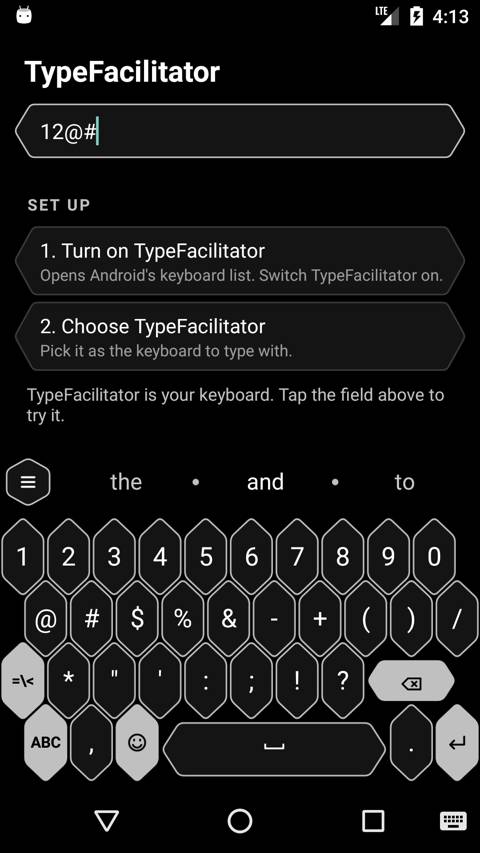 LTE 4:13
TypeFacilitator
12@#
SET UP
1. Turn on TypeFacilitator
Opens Android's keyboard list. Switch TypeFacilitator on.
2. Choose TypeFacilitator
Pick it as the keyboard to type with.
TypeFacilitator is your keyboard. Tap the field above to
try it.
the • and • to
1 2 3 4 5 6 7 8 9 0
@ # $ % & - + ( ) /
=\< * " ' : ; ! ?
ABC , .